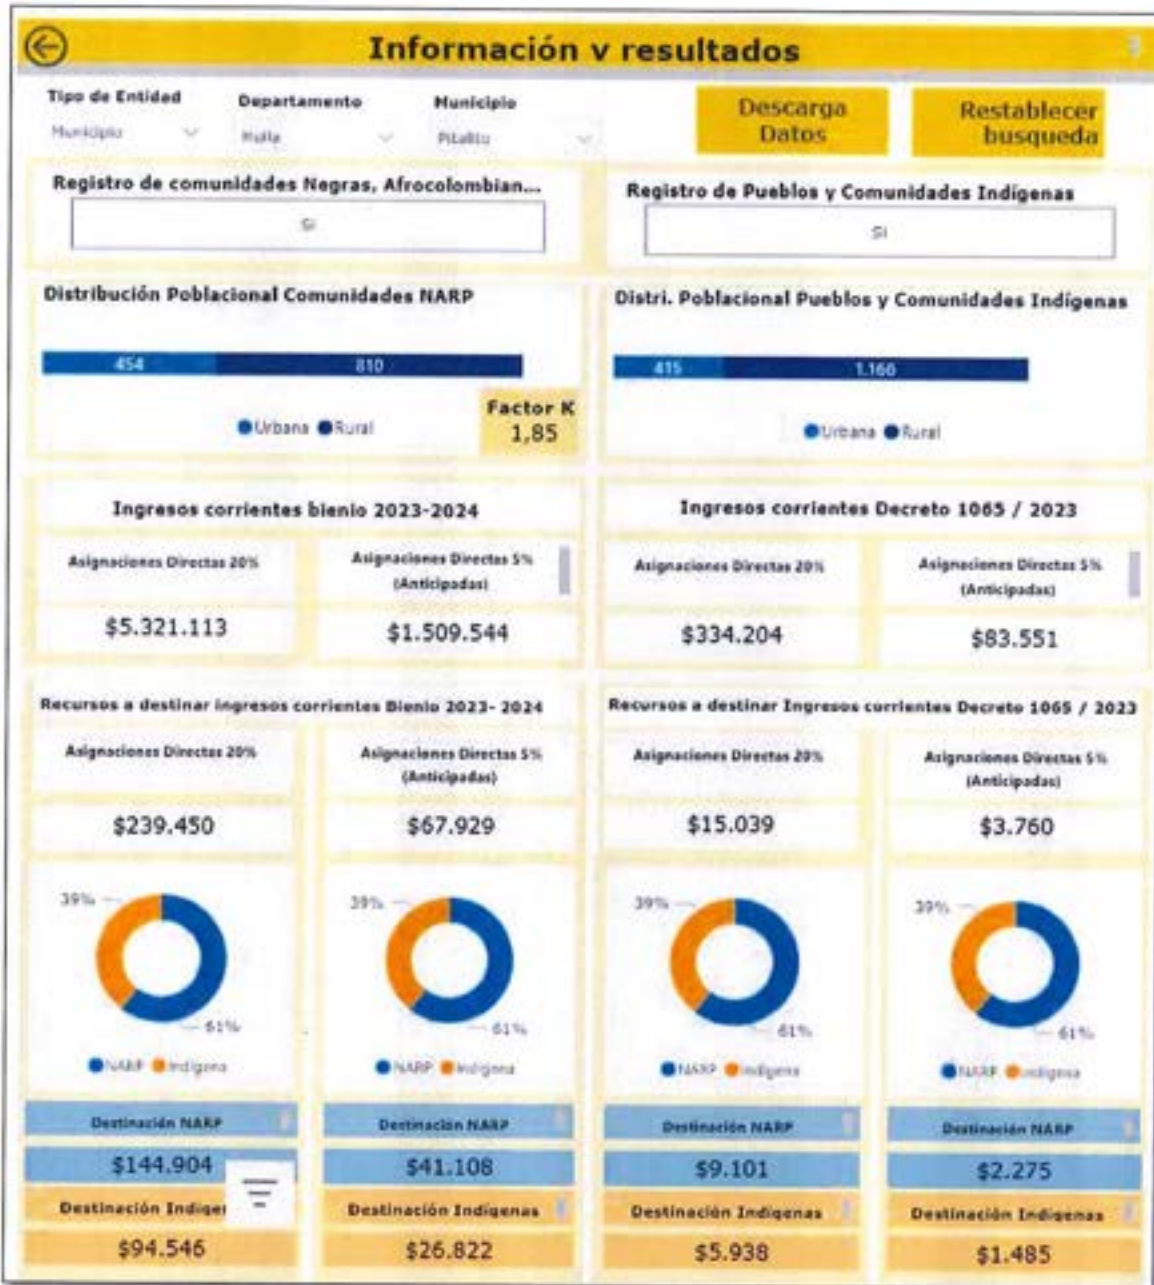 Información y resultados
Tipo de Entidad Departamento Municipio
Municipio Huila Pitalito
Descarga Datos
Restablecer busqueda
Registro de comunidades Negras, Afrocolombian...
Si
Registro de Pueblos y Comunidades Indígenas
Si
Distribución Poblacional Comunidades NARP
454 810
Urbana Rural
Factor K
1,85
Distri. Poblacional Pueblos y Comunidades Indígenas
415 1.166
Urbana Rural
Ingresos corrientes bienio 2023-2024
Asignaciones Directas 20%
Asignaciones Directas 5%
(Anticipadas)
$5.321.113 $1.509.544
Ingresos corrientes Decreto 1065 / 2023
Asignaciones Directas 20%
Asignaciones Directas 5%
(Anticipadas)
$334.204 $83.551
Recursos a destinar ingresos corrientes Bienio 2023- 2024
Asignaciones Directas 20%
Asignaciones Directas 5%
(Anticipadas)
$239.450 $67.929
Recursos a destinar Ingresos corrientes Decreto 1065 / 2023
Asignaciones Directas 20%
Asignaciones Directas 5%
(Anticipadas)
$15.039 $3.760
39% 39% 39% 39%
61% 61% 61% 61%
NARP Indígena NARP Indígena NARP Indígena NARP Indígena
Destinación NARP Destinación NARP Destinación NARP Destinación NARP
$144.904 $41.108 $9.101 $2.275
Destinación Indíge Destinación Indígenas Destinación Indígenas Destinación Indígenas
$94.546 $26.822 $5.938 $1.485